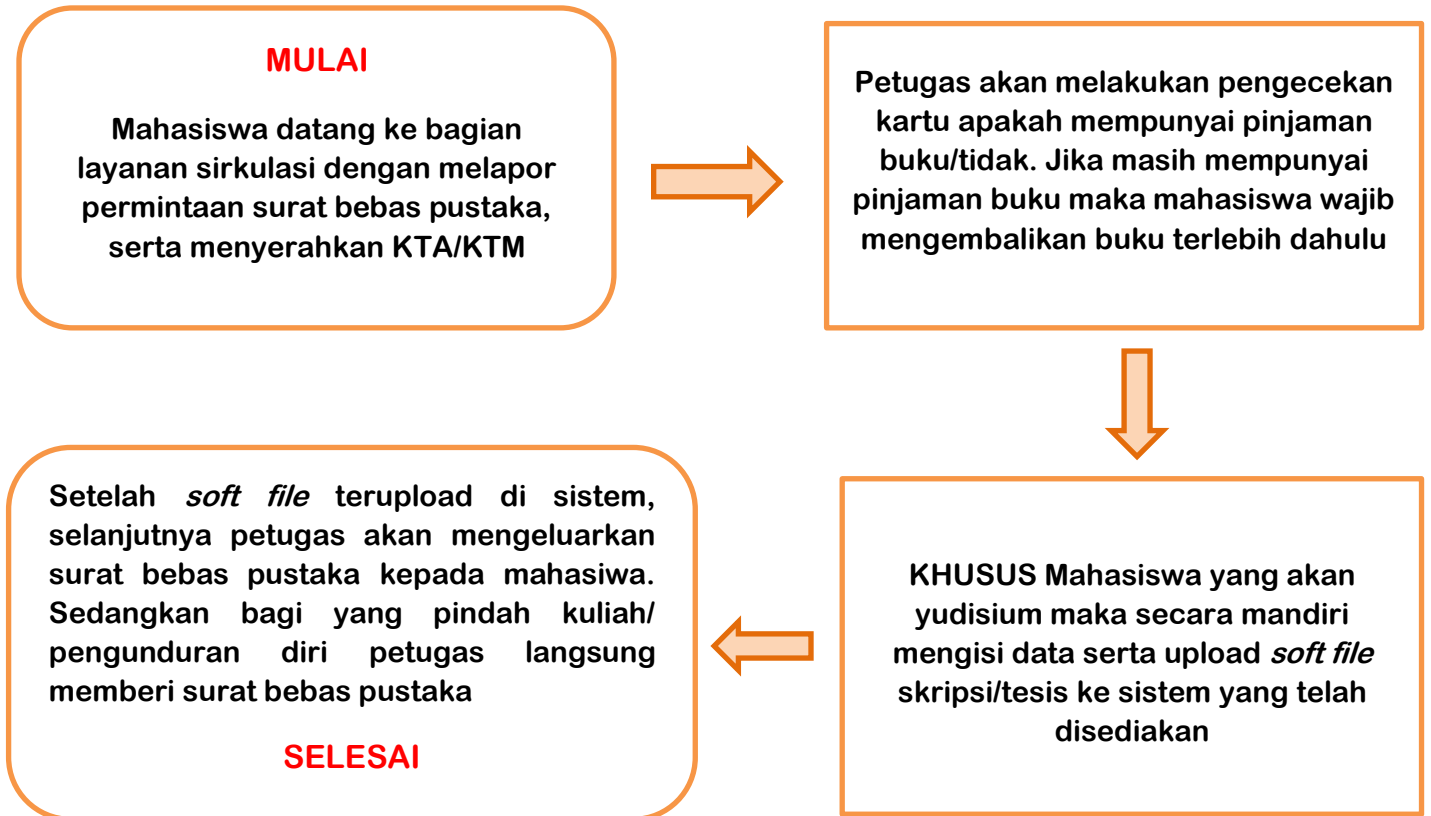 MULAI
Mahasiswa datang ke bagian
layanan sirkulasi dengan melapor
permintaan surat bebas pustaka,
serta menyerahkan KTA/KTM
Petugas akan melakukan pengecekan
kartu apakah mempunyai pinjaman
buku/tidak. Jika masih mempunyai
pinjaman buku maka mahasiswa wajib
mengembalikan buku terlebih dahulu
KHUSUS Mahasiswa yang akan
yudisium maka secara mandiri
mengisi data serta upload soft file
skripsi/tesis ke sistem yang telah
disediakan
Setelah soft file terupload di sistem,
selanjutnya petugas akan mengeluarkan
surat bebas pustaka kepada mahasiwa.
Sedangkan bagi yang pindah kuliah/
pengunduran diri petugas langsung
memberi surat bebas pustaka
SELESAI